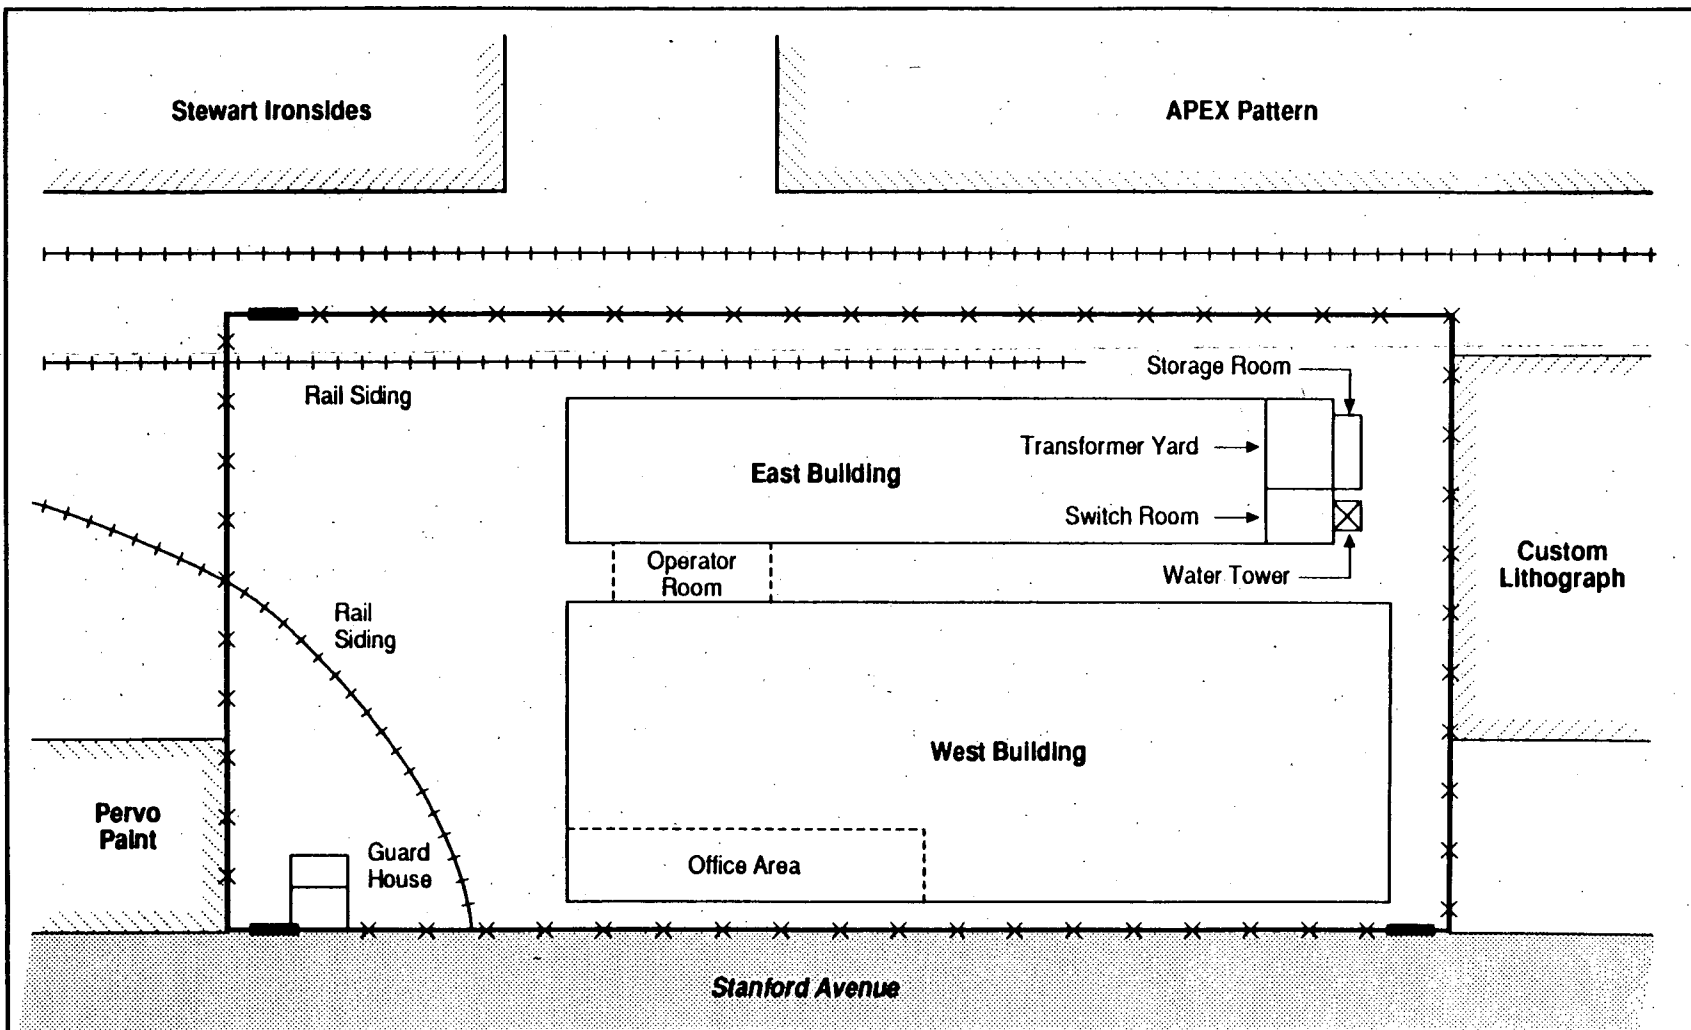 Stewart Ironsides
APEX Pattern
Storage Room
Rail Siding
Transformer Yard
East Building
Switch Room
Operator
Room
Water Tower
Custom
Lithograph
Rail
Siding
West Building
Pervo
Paint
Guard
House
Office Area
Stanford Avenue